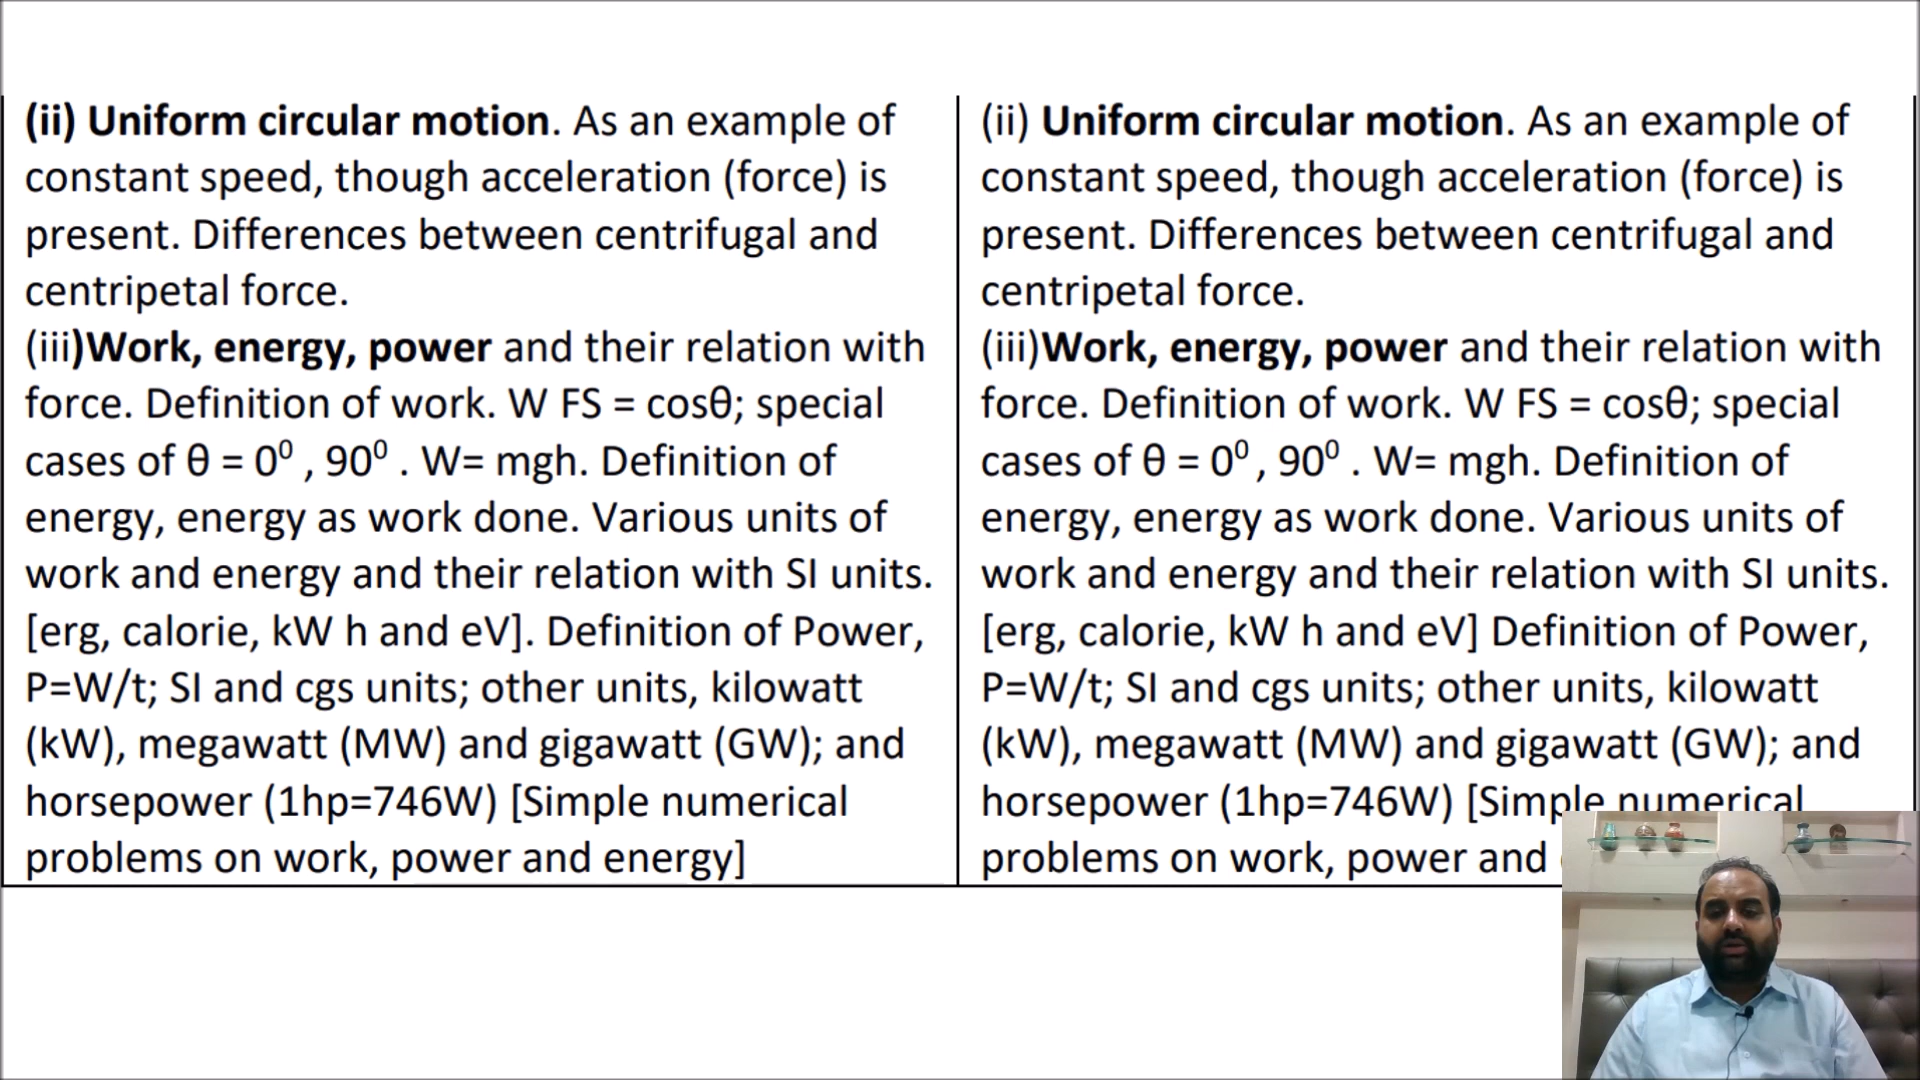 (ii) Uniform circular motion. As an example of
constant speed, though acceleration (force) is
present. Differences between centrifugal and
centripetal force.
(iii)Work, energy, power and their relation with
force. Definition of work. W FS = cosθ; special
cases of θ = 0⁰ , 90⁰ . W= mgh. Definition of
energy, energy as work done. Various units of
work and energy and their relation with SI units.
[erg, calorie, kW h and eV]. Definition of Power,
P=W/t; SI and cgs units; other units, kilowatt
(kW), megawatt (MW) and gigawatt (GW); and
horsepower (1hp=746W) [Simple numerical
problems on work, power and energy]
(ii) Uniform circular motion. As an example of
constant speed, though acceleration (force) is
present. Differences between centrifugal and
centripetal force.
(iii)Work, energy, power and their relation with
force. Definition of work. W FS = cosθ; special
cases of θ = 0⁰ , 90⁰ . W= mgh. Definition of
energy, energy as work done. Various units of
work and energy and their relation with SI units.
[erg, calorie, kW h and eV] Definition of Power,
P=W/t; SI and cgs units; other units, kilowatt
(kW), megawatt (MW) and gigawatt (GW); and
horsepower (1hp=746W) [Simple numerical
problems on work, power and